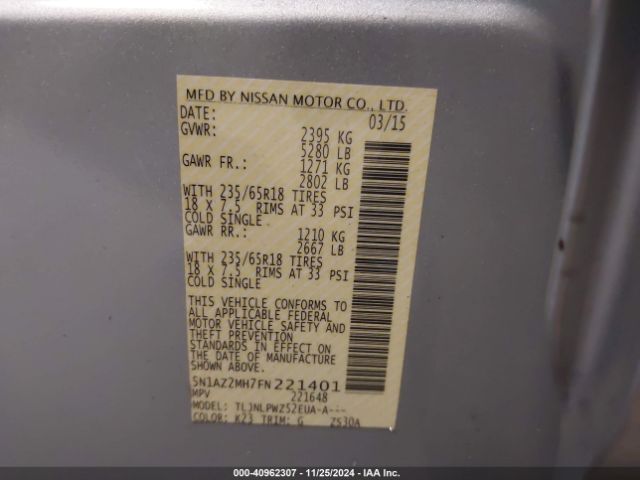 MFD BY NISSAN MOTOR CO., LTD.
DATE: 03/15
GVWR: 2395 KG
5280 LB
GAWR FR.: 1271 KG
2802 LB
WITH 235/65R18 TIRES
18 X 7.5 RIMS AT 33 PSI
COLD SINGLE
GAWR RR.: 1210 KG
2667 LB
WITH 235/65R18 TIRES
18 X 7.5 RIMS AT 33 PSI
COLD SINGLE
THIS VEHICLE CONFORMS TO
ALL APPLICABLE FEDERAL
MOTOR VEHICLE SAFETY AND
THEFT PREVENTION
STANDARDS IN EFFECT ON
THE DATE OF MANUFACTURE
SHOWN ABOVE.
5N1AZ2MH7FN221401
MPV 221648
MODEL: TLJNLPWZ52EUA-A---
COLOR: K23 TRIM: G ZS30A
000-40962307 - 11/25/2024 - IAAI.com